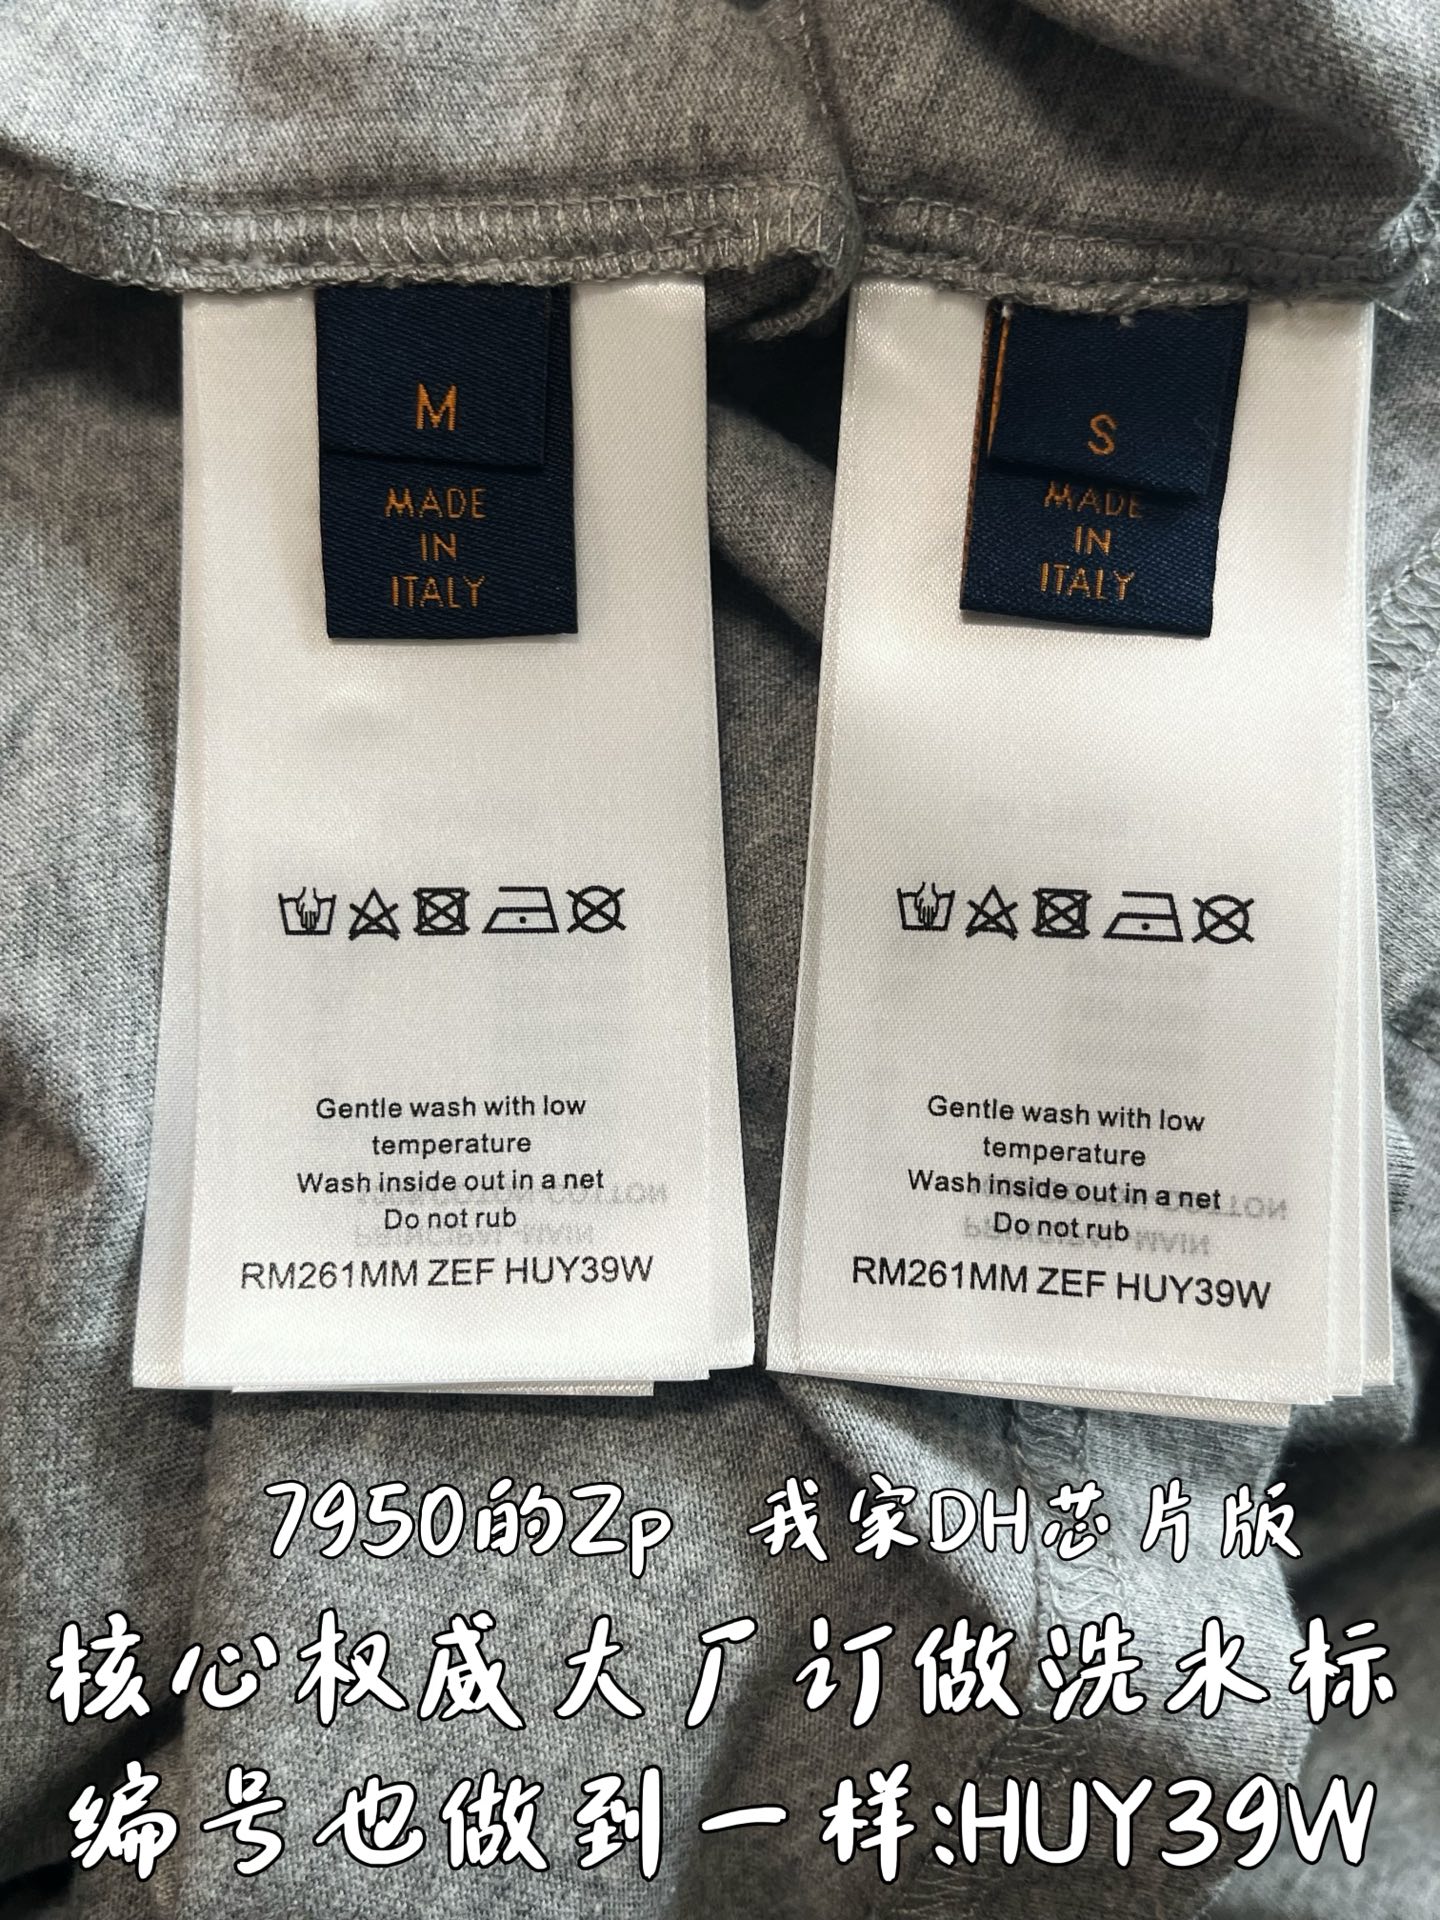 M
MADE
IN
ITALY
S
MADE
IN
ITALY
Gentle wash with low
temperature
Wash inside out in a net
Do not rub
RM261MM ZEF HUY39W
Gentle wash with low
temperature
Wash inside out in a net
Do not rub
RM261MM ZEF HUY39W
7950的Zp 我家DH芯片版
核心权威大厂订做洗水标
编号也做到一样:HUY39W